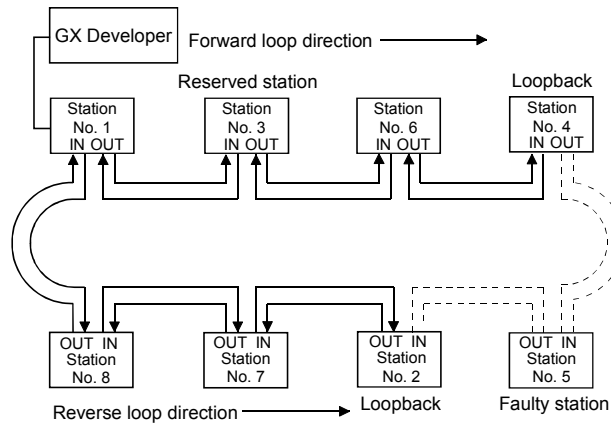 GX Developer
Forward loop direction
Reserved station
Loopback
Station
No. 1
IN OUT
Station
No. 3
IN OUT
Station
No. 6
IN OUT
Station
No. 4
IN OUT
OUT IN
Station
No. 8
OUT IN
Station
No. 7
OUT IN
Station
No. 2
OUT IN
Station
No. 5
Reverse loop direction
Loopback
Faulty station